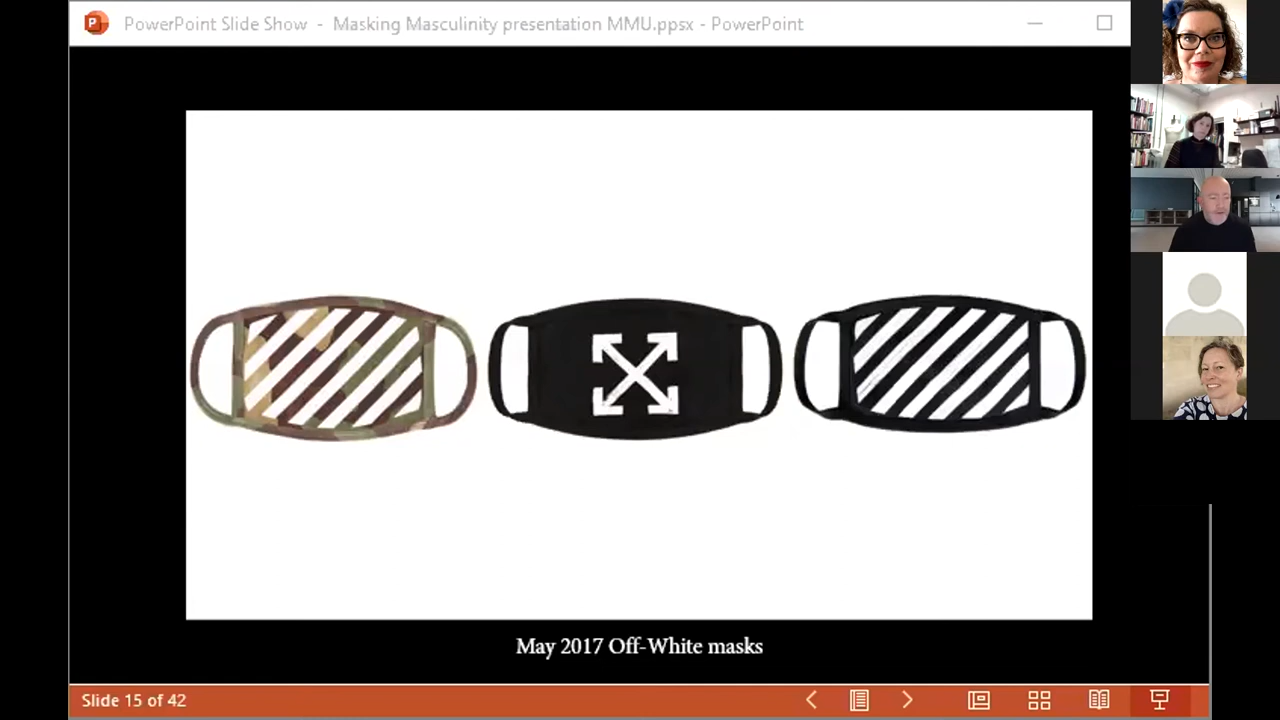 PowerPoint Slide Show - Masking Masculinity presentation MMU.ppsx - PowerPoint
May 2017 Off-White masks
Slide 15 of 42